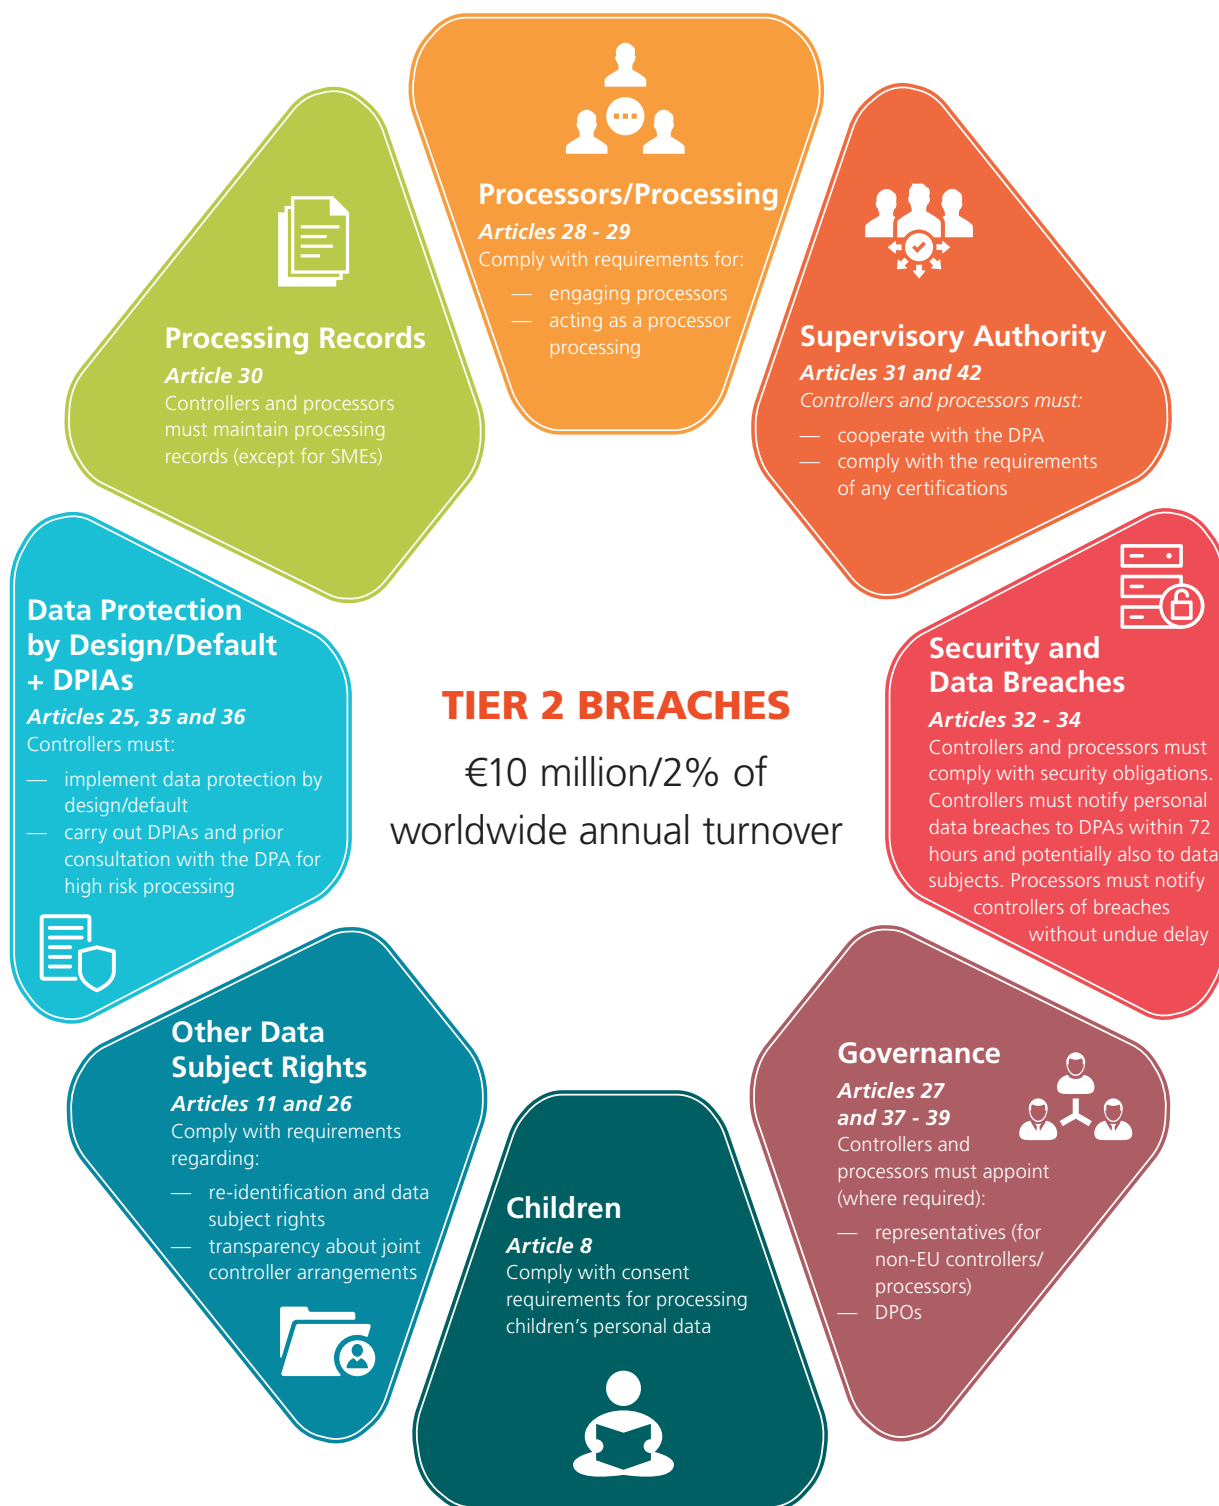 Processors/Processing
Articles 28 - 29
Comply with requirements for:
— engaging processors
— acting as a processor
processing
Supervisory Authority
Articles 31 and 42
Controllers and processors must:
— cooperate with the DPA
— comply with the requirements
of any certifications
Security and
Data Breaches
Articles 32 - 34
Controllers and processors must
comply with security obligations.
Controllers must notify personal
data breaches to DPAs within 72
hours and potentially also to data
subjects. Processors must notify
controllers of breaches
without undue delay
Governance
Articles 27
and 37 - 39
Controllers and
processors must appoint
(where required):
— representatives (for
non-EU controllers/
processors)
— DPOs
Children
Article 8
Comply with consent
requirements for processing
children’s personal data
Other Data
Subject Rights
Articles 11 and 26
Comply with requirements
regarding:
— re-identification and data
subject rights
— transparency about joint
controller arrangements
Data Protection
by Design/Default
+ DPIAs
Articles 25, 35 and 36
Controllers must:
— implement data protection by
design/default
— carry out DPIAs and prior
consultation with the DPA for
high risk processing
Processing Records
Article 30
Controllers and processors
must maintain processing
records (except for SMEs)
TIER 2 BREACHES
€10 million/2% of
worldwide annual turnover